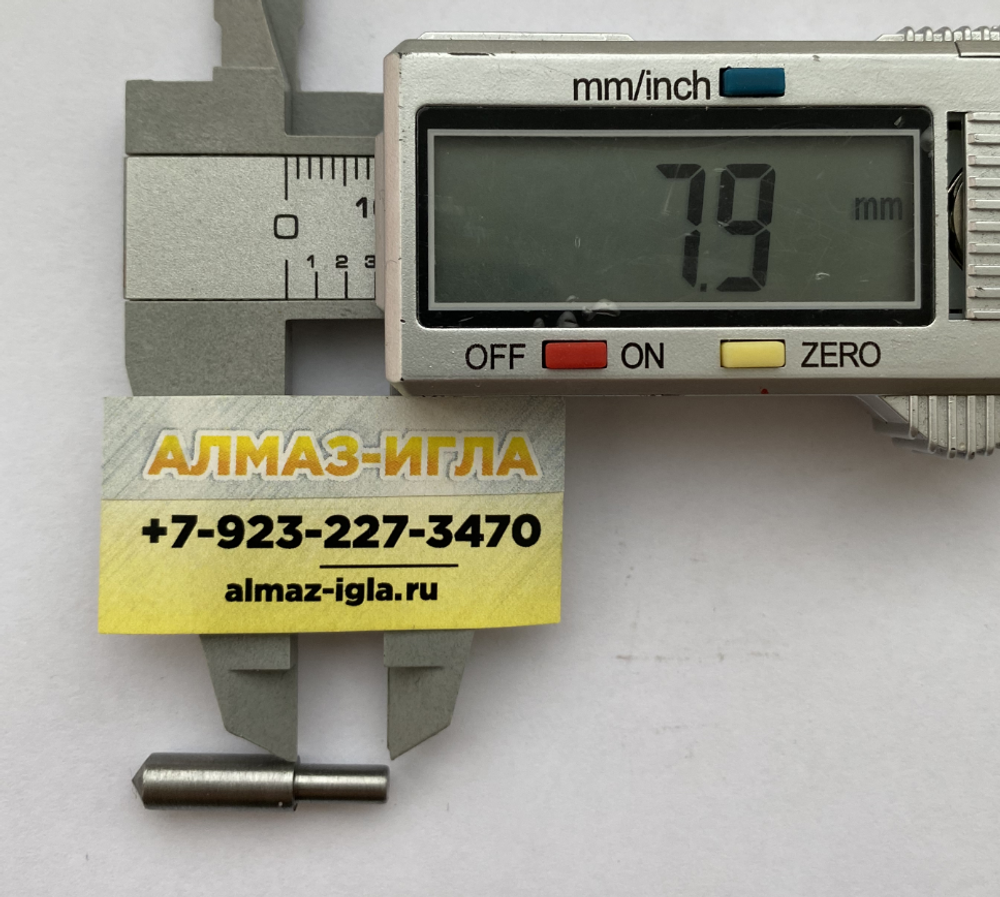 mm/inch
7.9 mm
0 1
1 2 3
OFF ON ZERO
АЛМАЗ-ИГЛА
+7-923-227-3470
almaz-igla.ru